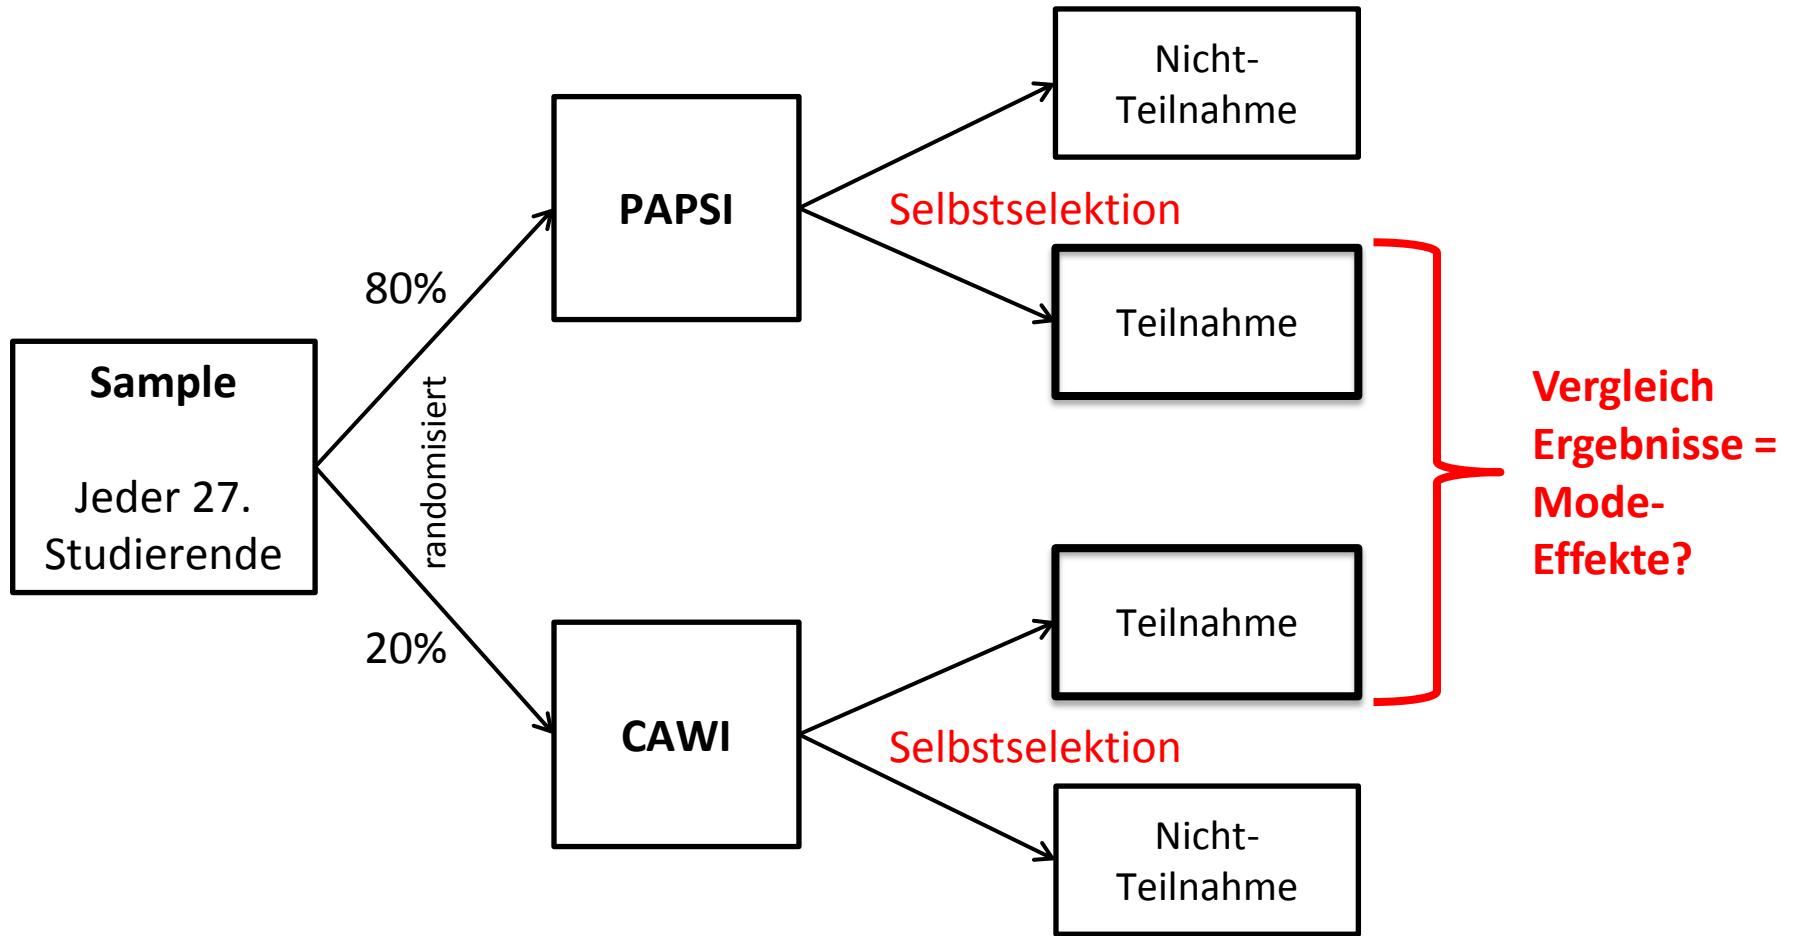 Sample
Jeder 27.
Studierende
80%
randomisiert
20%
PAPSI
CAWI
Nicht-
Teilnahme
Selbstselektion
Teilnahme
Teilnahme
Selbstselektion
Nicht-
Teilnahme
Vergleich
Ergebnisse =
Mode-
Effekte?